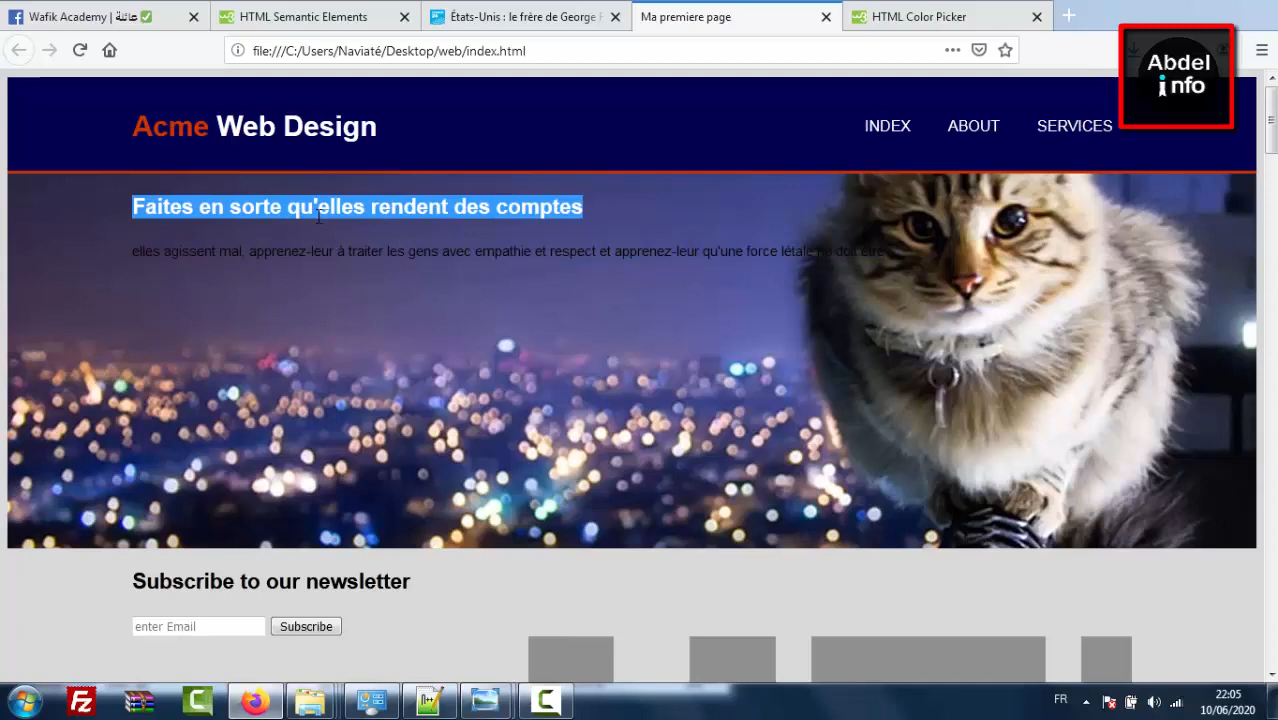 Wafik Academy | عائلة ✅
HTML Semantic Elements
États-Unis : le frère de George F
Ma premiere page
HTML Color Picker
file:///C:/Users/Naviaté/Desktop/web/index.html
Abdel
info
Acme Web Design
INDEX ABOUT SERVICES
Faites en sorte qu'elles rendent des comptes
elles agissent mal, apprenez-leur à traiter les gens avec empathie et respect et apprenez-leur qu'une force létale ne doit être
Subscribe to our newsletter
enter Email
Subscribe
FR
22:05
10/06/2020